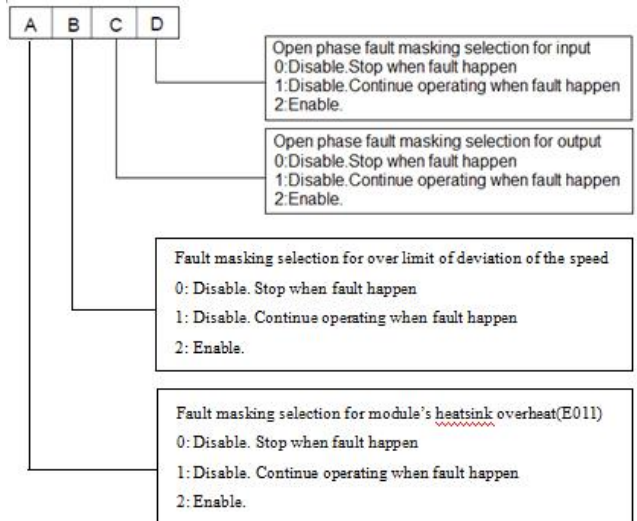 A B C D
Open phase fault masking selection for input
0:Disable.Stop when fault happen
1:Disable.Continue operating when fault happen
2:Enable.
Open phase fault masking selection for output
0:Disable.Stop when fault happen
1:Disable.Continue operating when fault happen
2:Enable.
Fault masking selection for over limit of deviation of the speed
0: Disable. Stop when fault happen
1: Disable. Continue operating when fault happen
2: Enable.
Fault masking selection for module’s heatsink overheat(E011)
0: Disable. Stop when fault happen
1: Disable. Continue operating when fault happen
2: Enable.